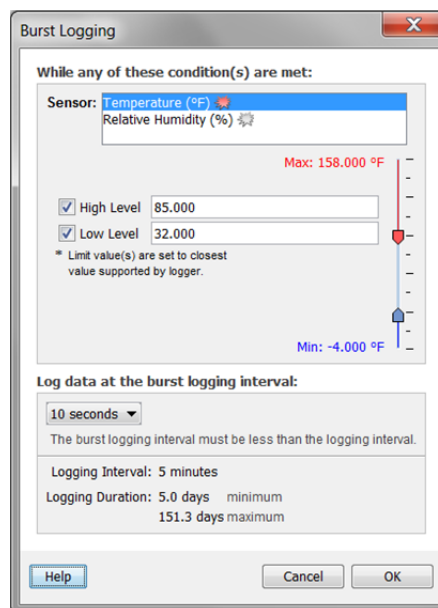 Burst Logging
While any of these condition(s) are met:
Sensor: Temperature (°F)
Relative Humidity (%)
Max: 158.000 °F
High Level 85.000
Low Level 32.000
* Limit value(s) are set to closest
value supported by logger.
Min: -4.000 °F
Log data at the burst logging interval:
10 seconds
The burst logging interval must be less than the logging interval.
Logging Interval: 5 minutes
Logging Duration: 5.0 days minimum
151.3 days maximum
Help Cancel OK